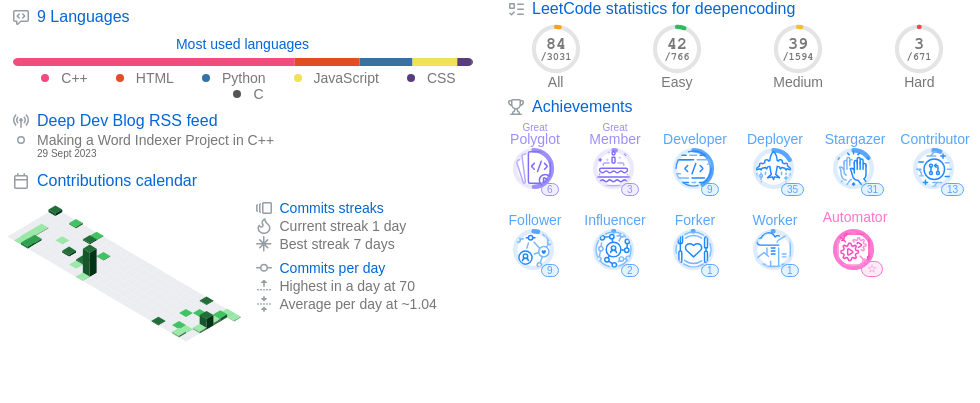 9 Languages
Most used languages
C++ HTML Python JavaScript CSS
C
Deep Dev Blog RSS feed
Making a Word Indexer Project in C++
29 Sept 2023
Contributions calendar
Commits streaks
Current streak 1 day
Best streak 7 days
Commits per day
Highest in a day at 70
Average per day at ~1.04
LeetCode statistics for deepencoding
84
/3031
All
42
/766
Easy
39
/1594
Medium
3
/671
Hard
Achievements
Great
Polyglot
6
Great
Member
3
Developer
9
Deployer
35
Stargazer
31
Contributor
13
Follower
9
Influencer
2
Forker
1
Worker
1
Automator